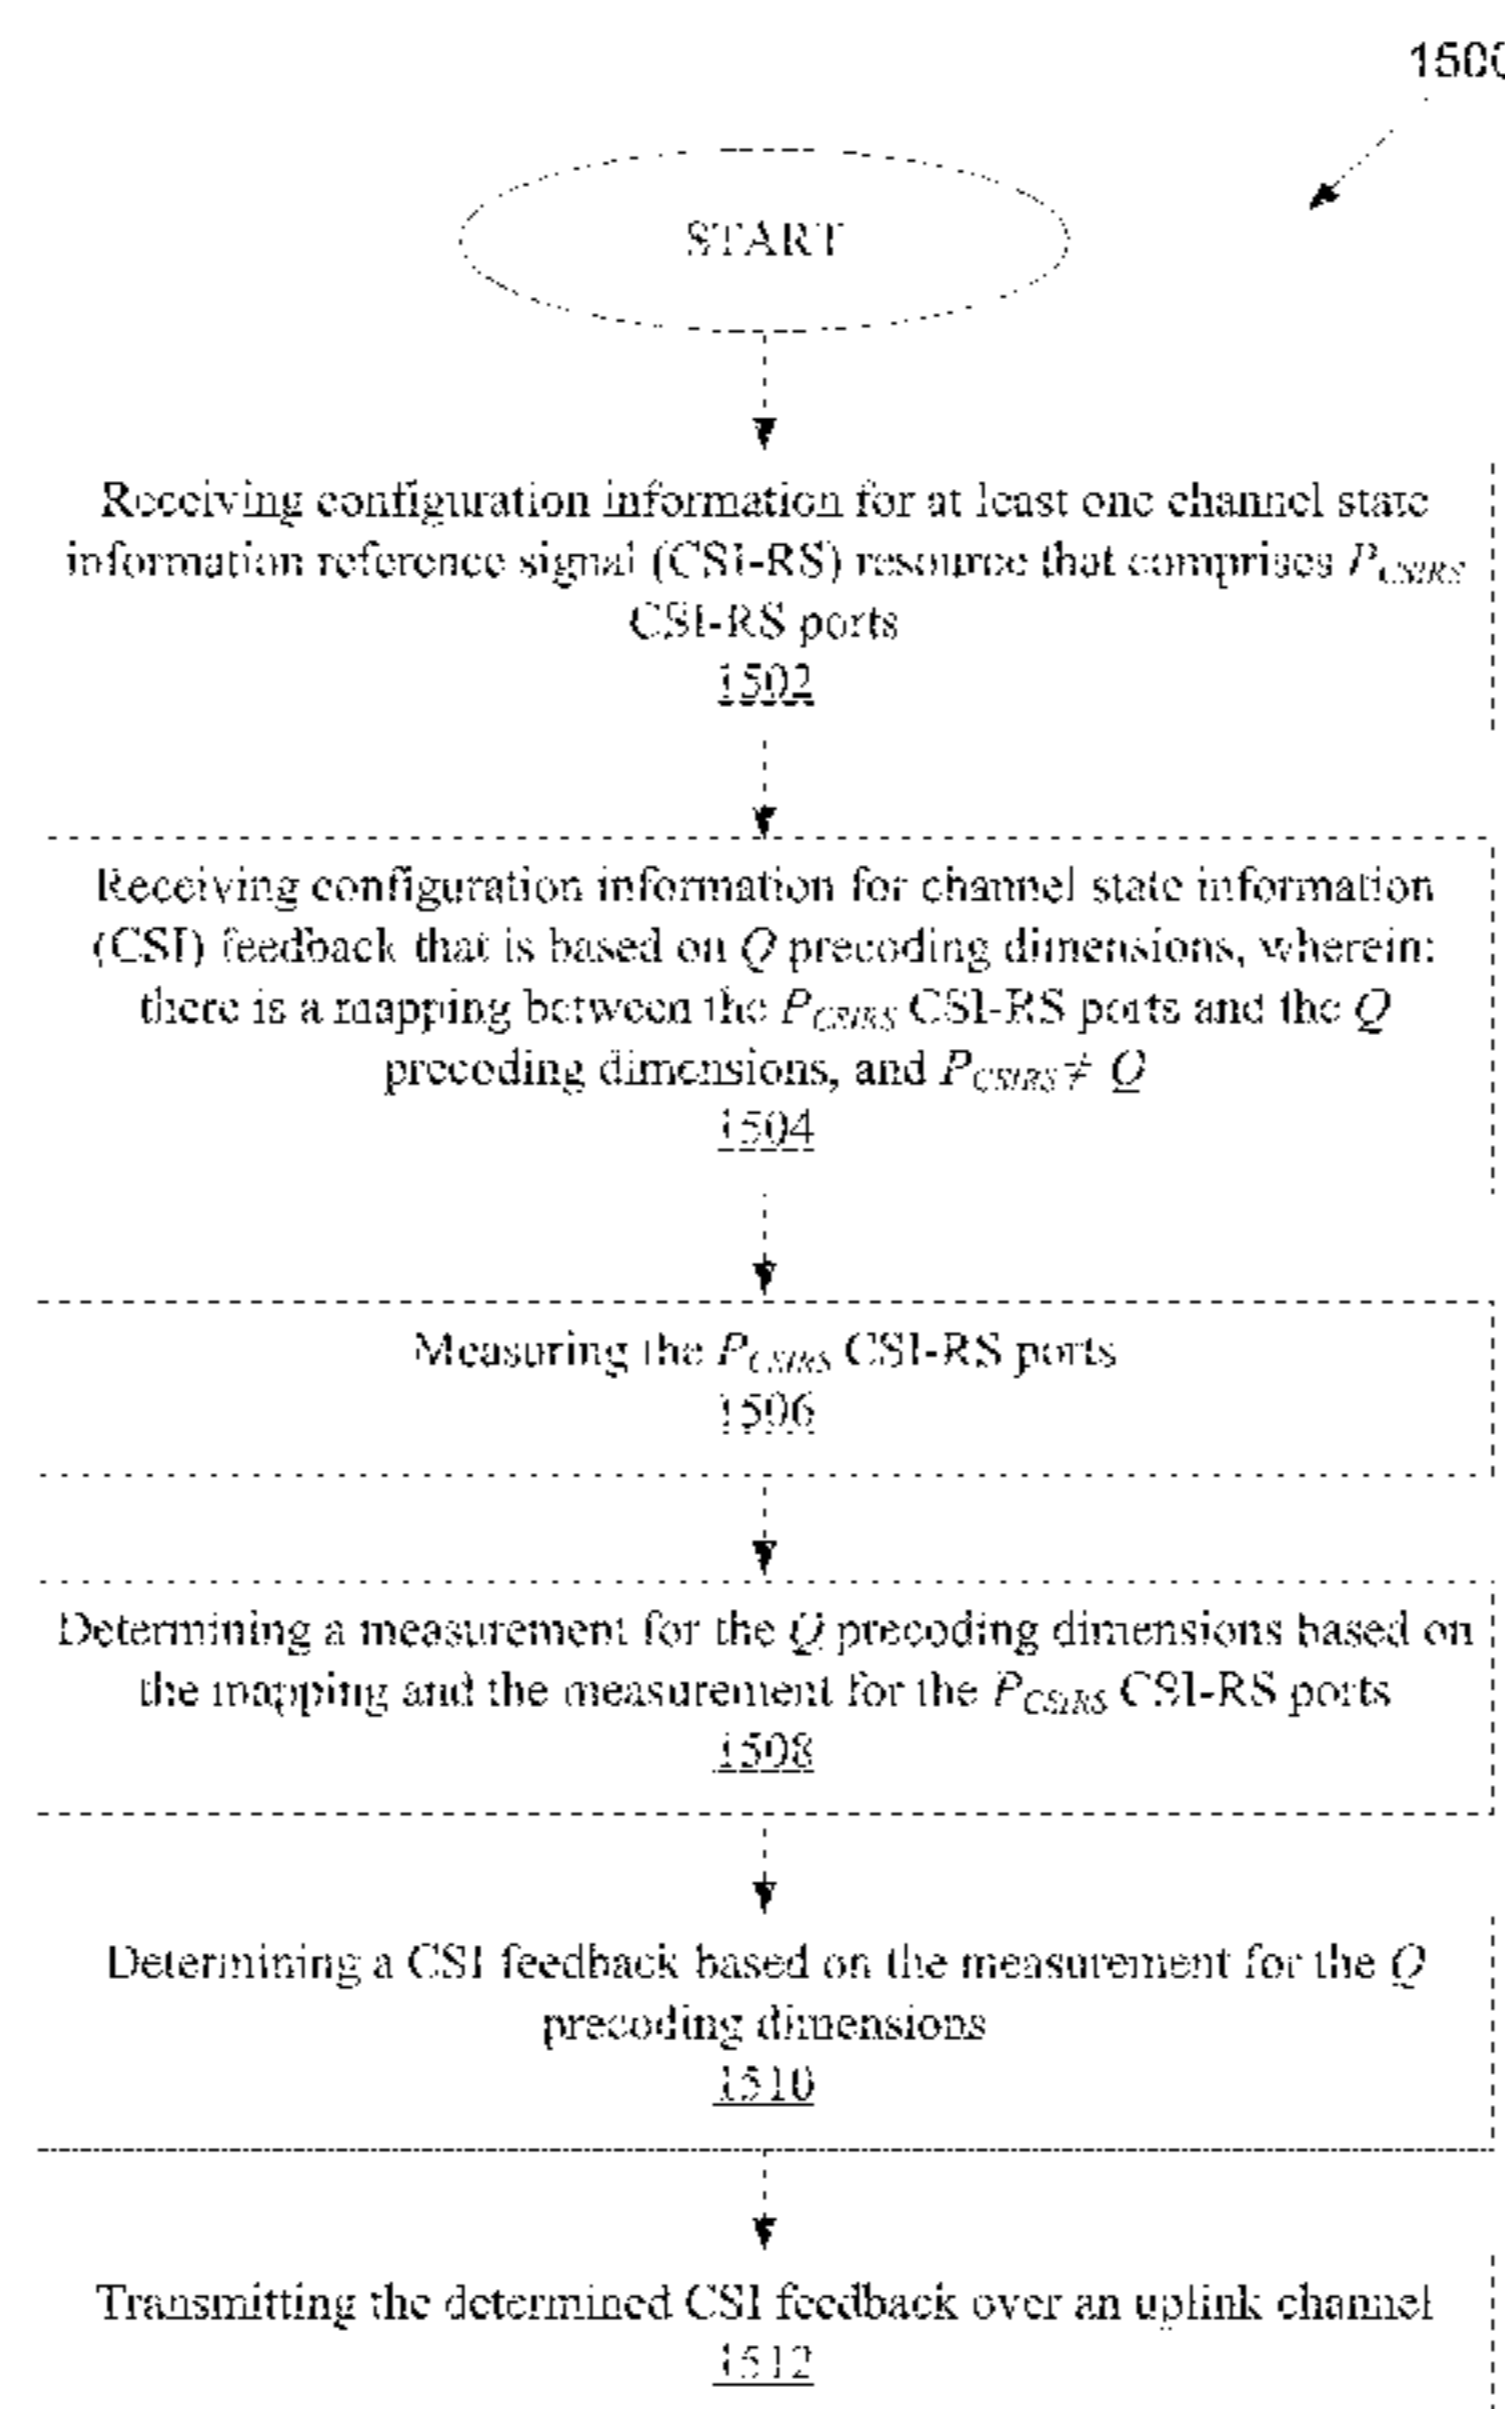 1500
START
Receiving configuration information for at least one channel state
information reference signal (CSI-RS) resource that comprises P_CSIRS
CSI-RS ports
1502
Receiving configuration information for channel state information
(CSI) feedback that is based on Q precoding dimensions, wherein:
there is a mapping between the P_CSIRS CSI-RS ports and the Q
precoding dimensions, and P_CSIRS ≠ Q
1504
Measuring the P_CSIRS CSI-RS ports
1506
Determining a measurement for the Q precoding dimensions based on
the mapping and the measurement for the P_CSIRS CSI-RS ports
1508
Determining a CSI feedback based on the measurement for the Q
precoding dimensions
1510
Transmitting the determined CSI feedback over an uplink channel
1512